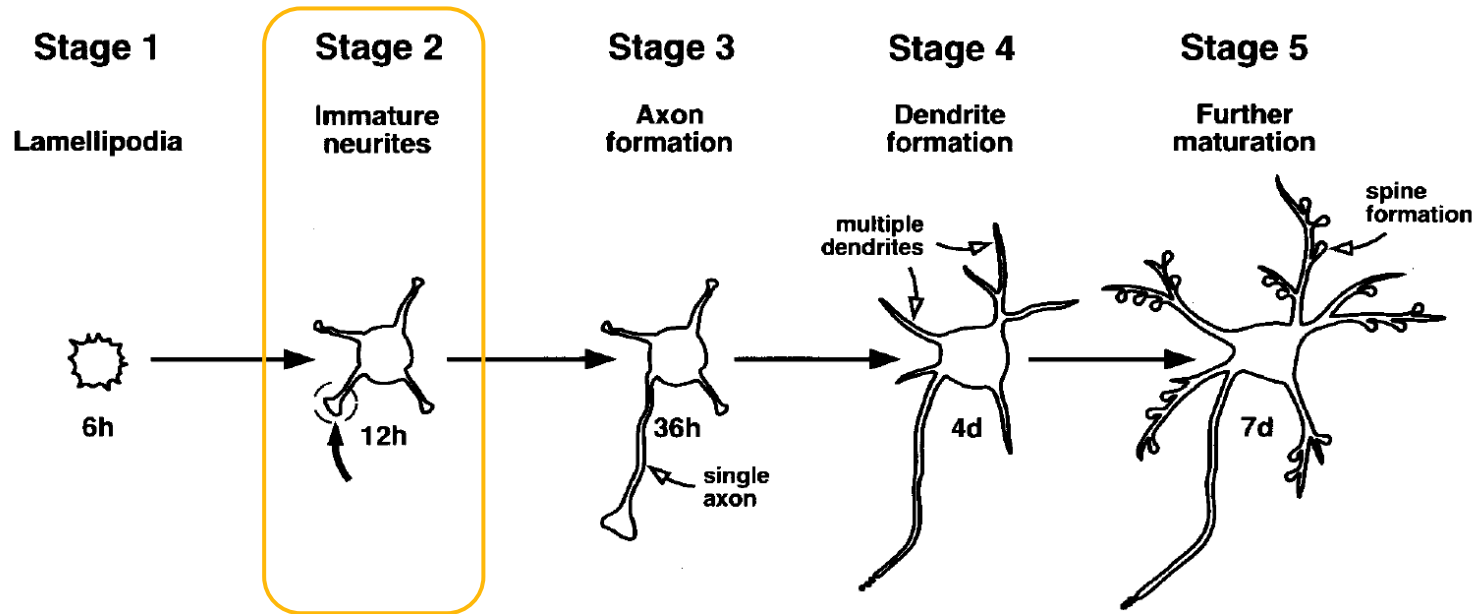 Stage 1
Lamellipodia
6h
Stage 2
Immature
neurites
12h
Stage 3
Axon
formation
36h
single
axon
Stage 4
Dendrite
formation
multiple
dendrites
4d
Stage 5
Further
maturation
spine
formation
7d